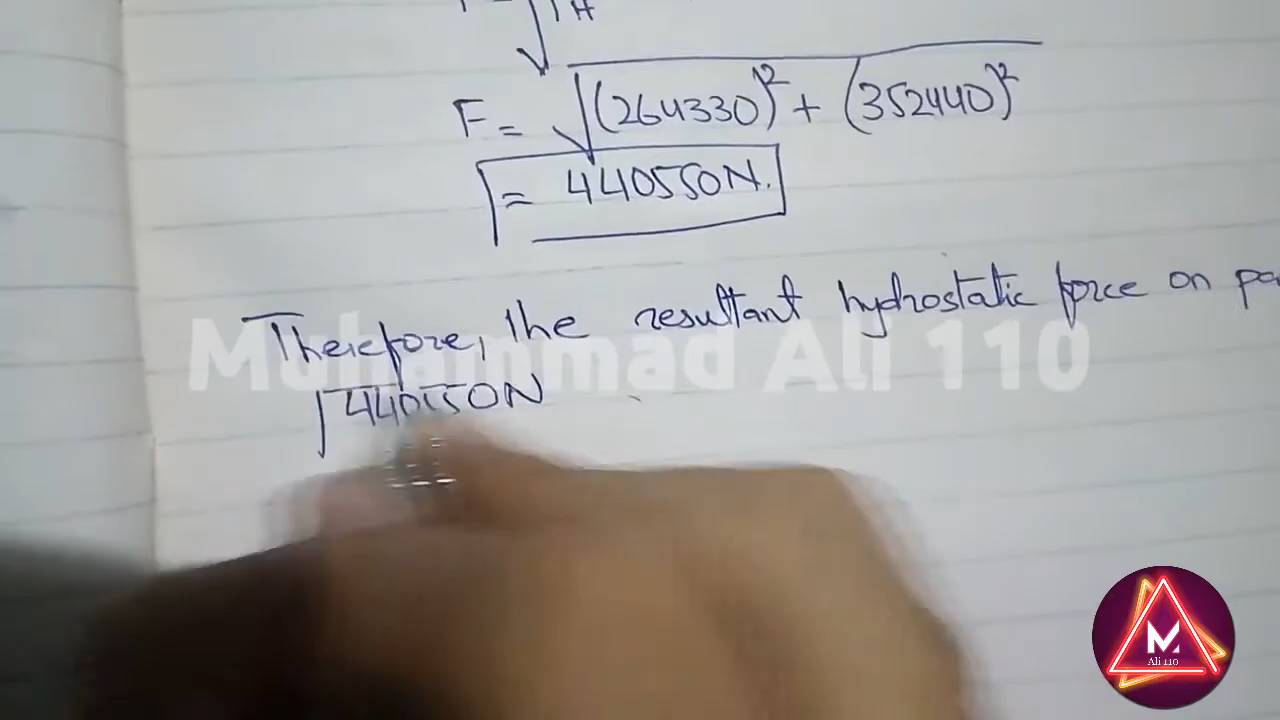 F = √(264330)² + (352440)²
= 440550N.
Therefore, the resultant hydrostatic force on
440550N
Muhammad Ali 110
M
Ali 110